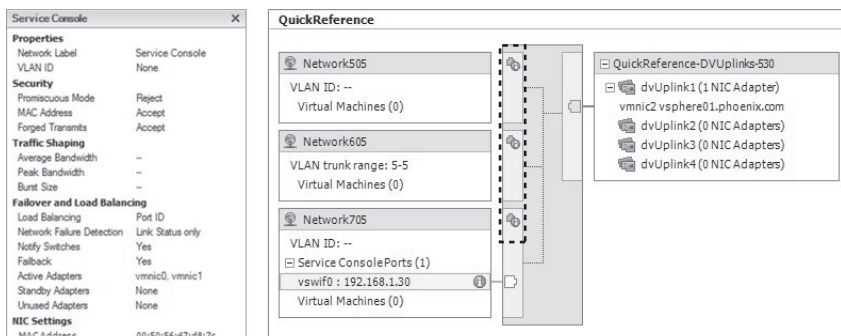 Service Console X
Properties
Network Label Service Console
VLAN ID None
Security
Promiscuous Mode Reject
MAC Address Accept
Forged Transmits Accept
Traffic Shaping
Average Bandwidth --
Peak Bandwidth --
Burst Size --
Failover and Load Balancing
Load Balancing Port ID
Network Failure Detection Link Status only
Notify Switches Yes
Failback Yes
Active Adapters vmnic0, vmnic1
Standby Adapters None
Unused Adapters None
NIC Settings
MAC Address
QuickReference
Network505
VLAN ID: --
Virtual Machines (0)
Network605
VLAN trunk range: 5-5
Virtual Machines (0)
Network705
VLAN ID: --
Service Console Ports (1)
vswif0 : 192.168.1.30
Virtual Machines (0)
QuickReference-DVUplinks-530
dvUplink1 (1 NIC Adapter)
vmnic2 vsphere01.phoenix.com
dvUplink2 (0 NIC Adapters)
dvUplink3 (0 NIC Adapters)
dvUplink4 (0 NIC Adapters)